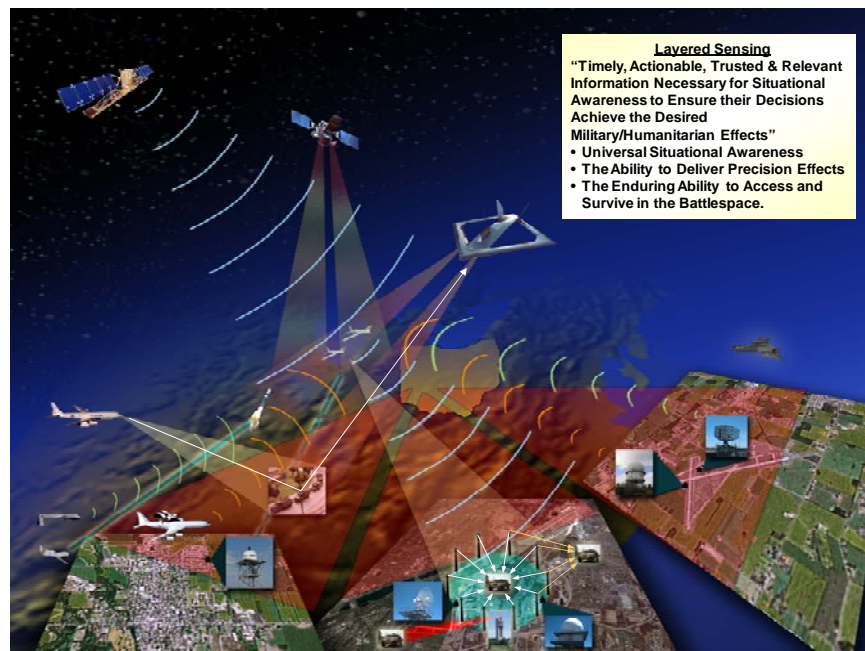 Layered Sensing
“Timely, Actionable, Trusted & Relevant
Information Necessary for Situational
Awareness to Ensure their Decisions
Achieve the Desired
Military/Humanitarian Effects”
• Universal Situational Awareness
• The Ability to Deliver Precision Effects
• The Enduring Ability to Access and
Survive in the Battlespace.